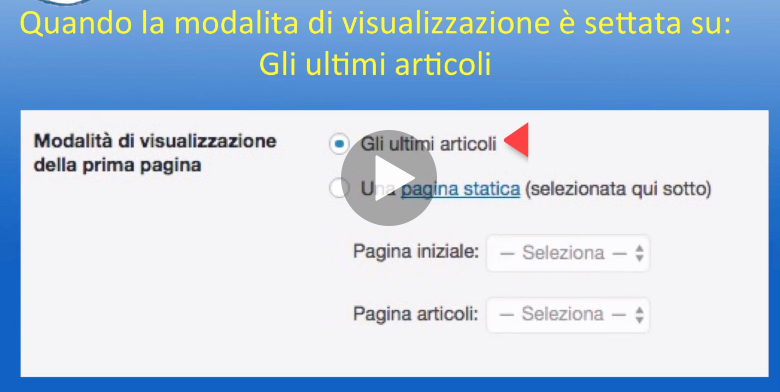 Quando la modalita di visualizzazione è settata su:
Gli ultimi articoli
Modalità di visualizzazione
della prima pagina
Gli ultimi articoli
Una pagina statica (selezionata qui sotto)
Pagina iniziale: — Seleziona —
Pagina articoli: — Seleziona —